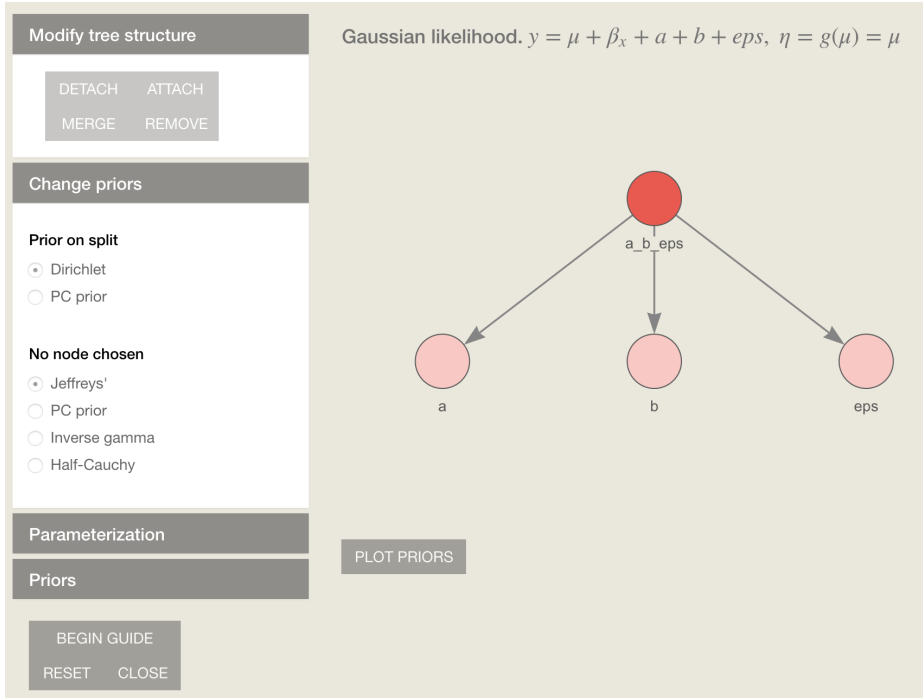 Modify tree structure
DETACH ATTACH
MERGE REMOVE
Change priors
Prior on split
Dirichlet
PC prior
No node chosen
Jeffreys'
PC prior
Inverse gamma
Half-Cauchy
Parameterization
Priors
BEGIN GUIDE
RESET CLOSE
Gaussian likelihood. y = μ + βₓ + a + b + eps, η = g(μ) = μ
a_b_eps
a
b
eps
PLOT PRIORS